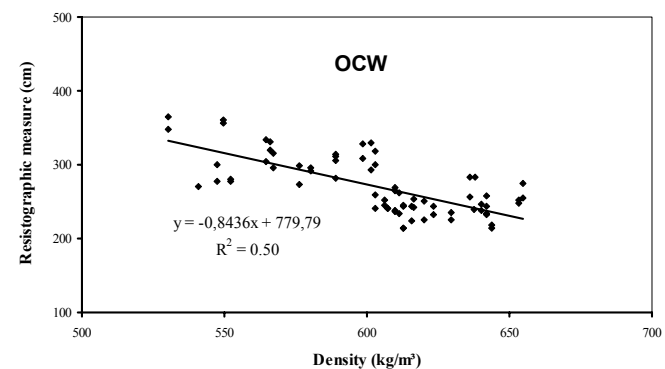 500
OCW
400
300
200
100
y = -0,8436x + 779,79
R² = 0.50
500 550 600 650 700
Density (kg/m³)
Resistographic measure (cm)